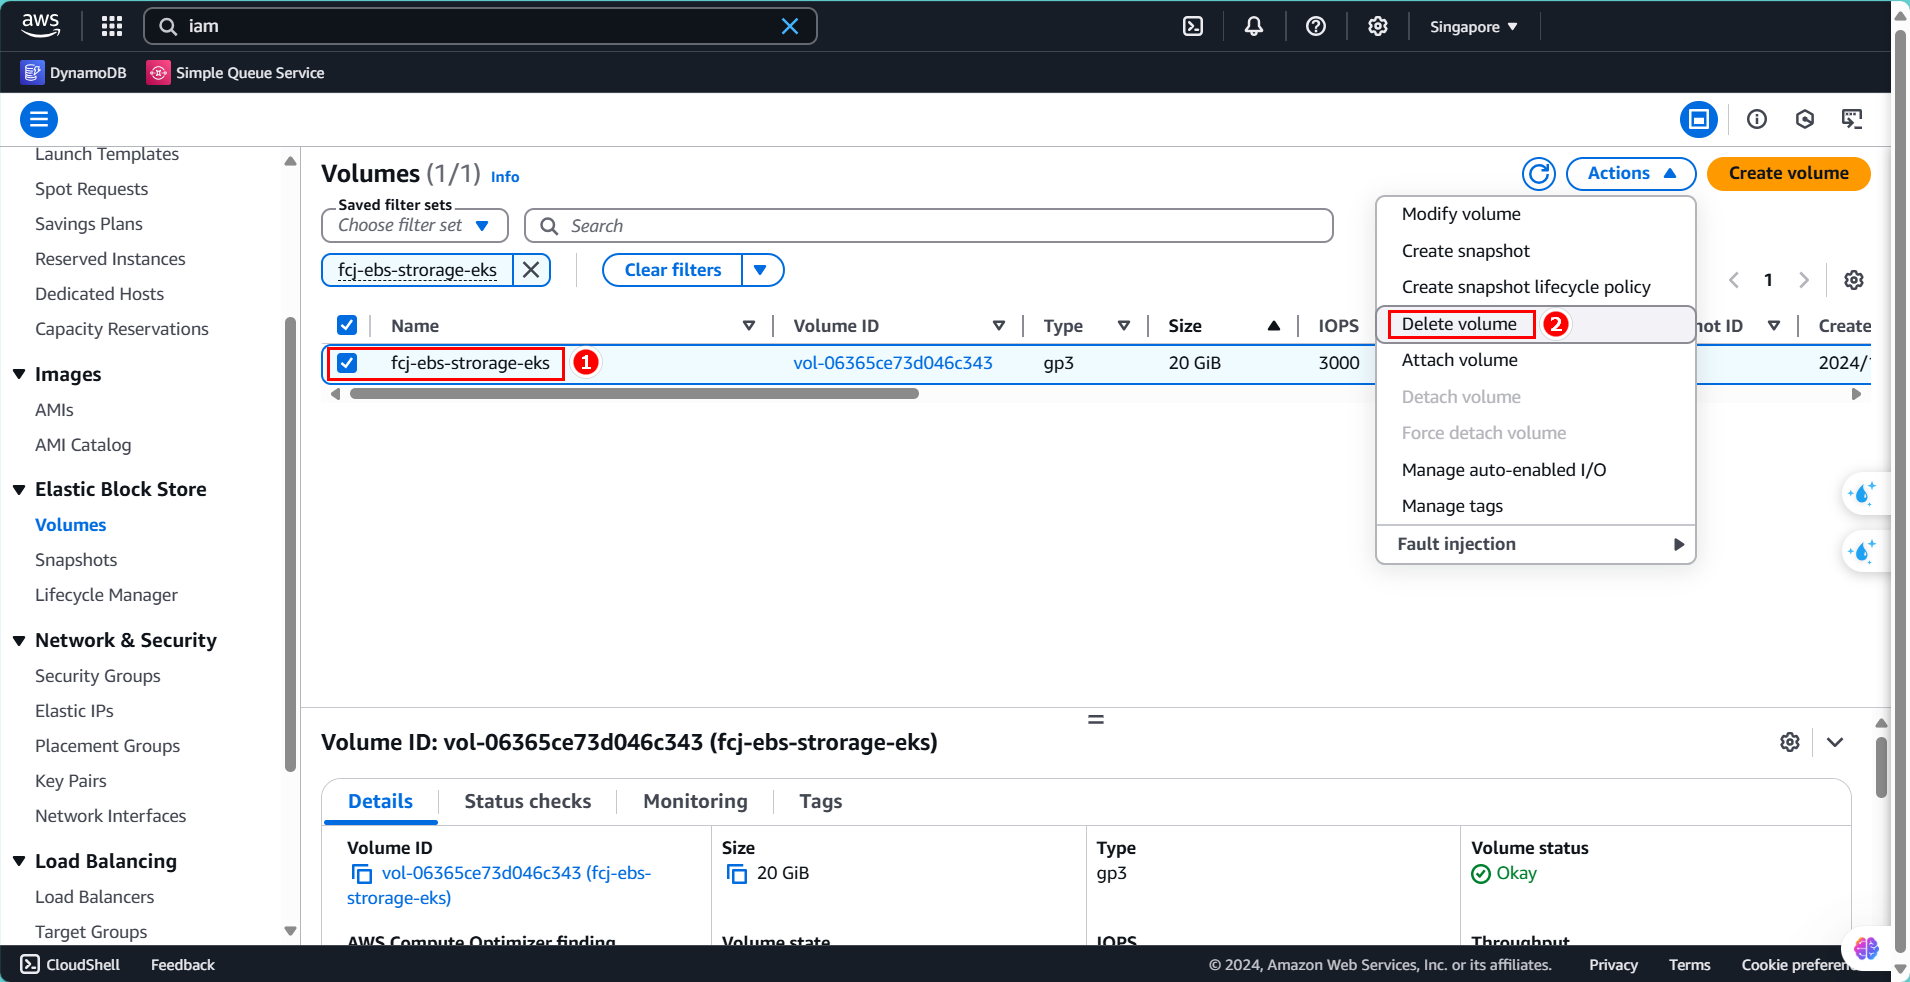 aws
iam
Singapore
DynamoDB
Simple Queue Service
Launch Templates
Spot Requests
Savings Plans
Reserved Instances
Dedicated Hosts
Capacity Reservations
Images
AMIs
AMI Catalog
Elastic Block Store
Volumes
Snapshots
Lifecycle Manager
Network & Security
Security Groups
Elastic IPs
Placement Groups
Key Pairs
Network Interfaces
Load Balancing
Load Balancers
Target Groups
Volumes (1/1) Info
Actions
Create volume
Saved filter sets
Choose filter set
Search
fcj-ebs-strorage-eks
Clear filters
1
Name Volume ID Type Size IOPS
fcj-ebs-strorage-eks 1 vol-06365ce73d046c343 gp3 20 GiB 3000
Modify volume
Create snapshot
Create snapshot lifecycle policy
Delete volume 2
Attach volume
Detach volume
Force detach volume
Manage auto-enabled I/O
Manage tags
Fault injection
hot ID Create
2024/
Volume ID: vol-06365ce73d046c343 (fcj-ebs-strorage-eks)
Details Status checks Monitoring Tags
Volume ID
vol-06365ce73d046c343 (fcj-ebs-
strorage-eks)
Size
20 GiB
Type
gp3
Volume status
Okay
AWS Compute Optimizer finding
Volume state
IOPS
Throughput
CloudShell Feedback
© 2024, Amazon Web Services, Inc. or its affiliates. Privacy Terms Cookie preferen